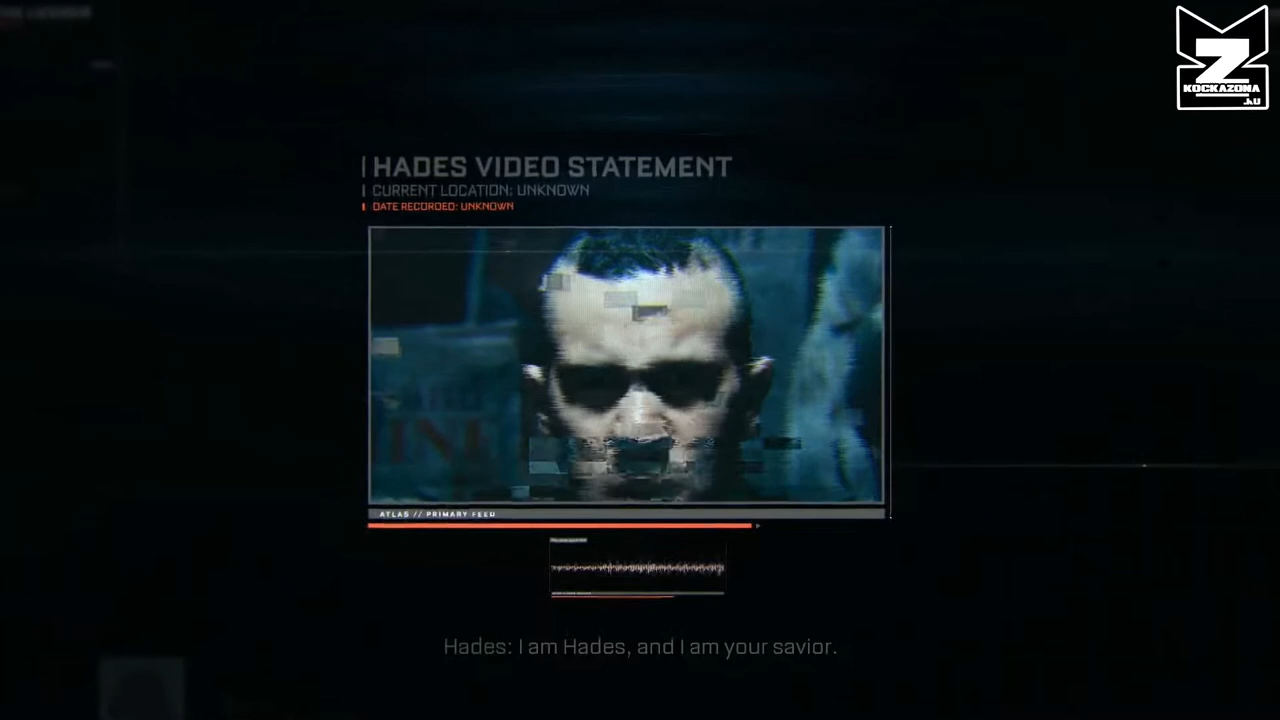 Z
KOCKAZONA
.hu
HADES VIDEO STATEMENT
CURRENT LOCATION: UNKNOWN
DATE RECORDED: UNKNOWN
ATLAS // PRIMARY FEED
Hades: I am Hades, and I am your savior.